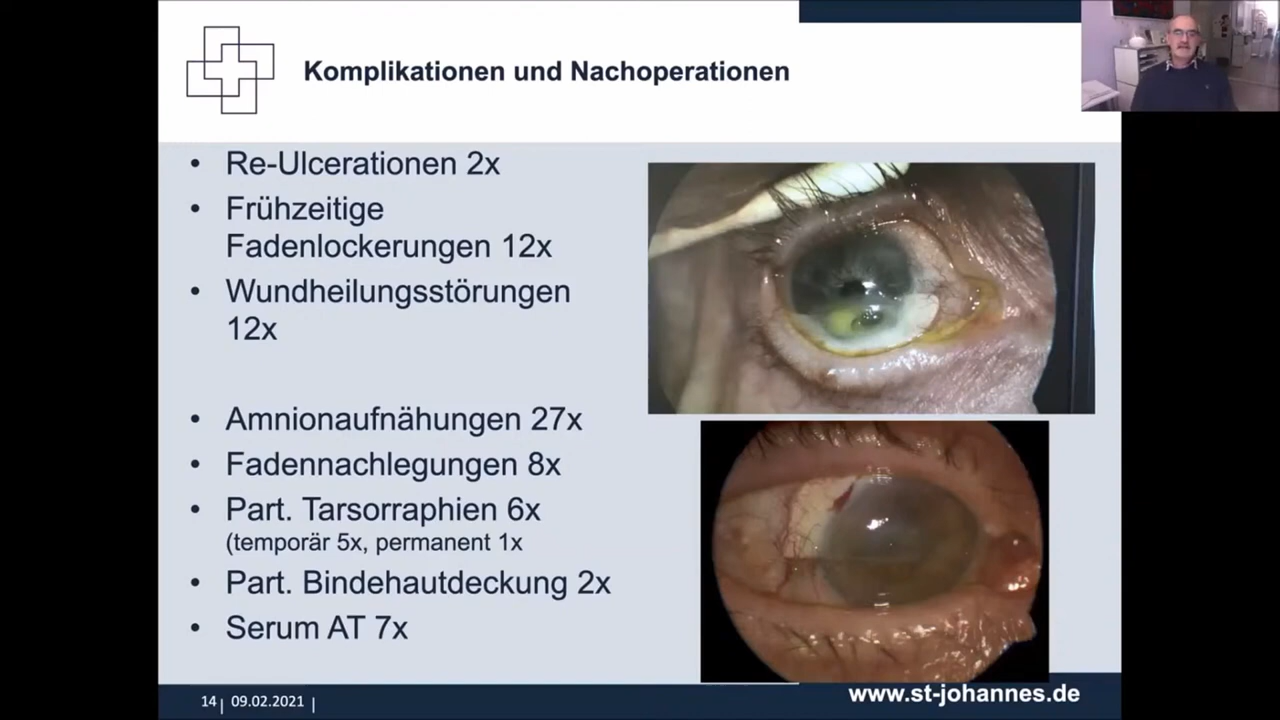 Komplikationen und Nachoperationen
• Re-Ulcerationen 2x
• Frühzeitige
Fadenlockerungen 12x
• Wundheilungsstörungen
12x
• Amnionaufnähungen 27x
• Fadennachlegungen 8x
• Part. Tarsorraphien 6x
(temporär 5x, permanent 1x
• Part. Bindehautdeckung 2x
• Serum AT 7x
14 | 09.02.2021 |
www.st-johannes.de